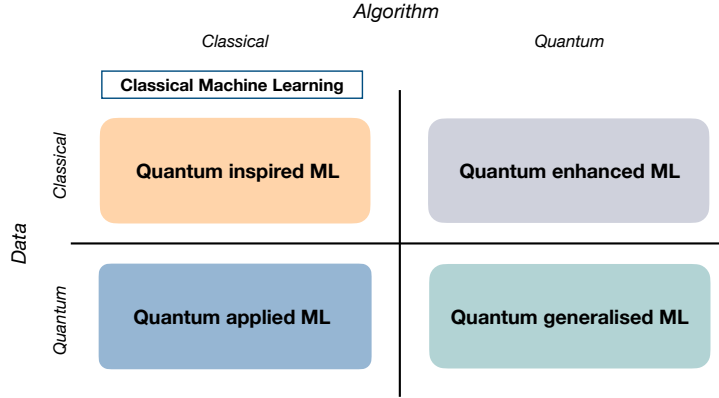 Algorithm
Classical
Quantum
Classical Machine Learning
Classical
Quantum inspired ML
Quantum enhanced ML
Data
Quantum
Quantum applied ML
Quantum generalised ML